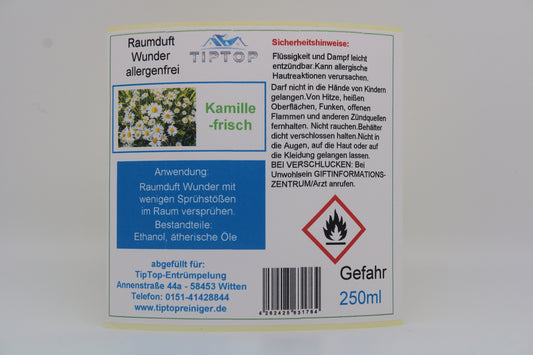 Raumduft
Wunder
allergenfrei
TIPTOP
Kamille
-frisch
Anwendung:
Raumduft Wunder mit
wenigen Sprühstößen
im Raum versprühen.
Bestandteile:
Ethanol, ätherische Öle
abgefüllt für:
TipTop-Entrümpelung
Annenstraße 44a - 58453 Witten
Telefon: 0151-41428844
www.tiptopreiniger.de
Sicherheitshinweise:
Flüssigkeit und Dampf leicht
entzündbar.Kann allergische
Hautreaktionen verursachen.
Darf nicht in die Hände von Kindern
gelangen.Von Hitze, heißen
Oberflächen, Funken, offenen
Flammen und anderen Zündquellen
fernhalten. Nicht rauchen.Behälter
dicht verschlossen halten.Nicht in
die Augen, auf die Haut oder auf
die Kleidung gelangen lassen.
BEI VERSCHLUCKEN: Bei
Unwohlsein GIFTINFORMATIONS-
ZENTRUM/Arzt anrufen.
Gefahr
250ml
4262425931764